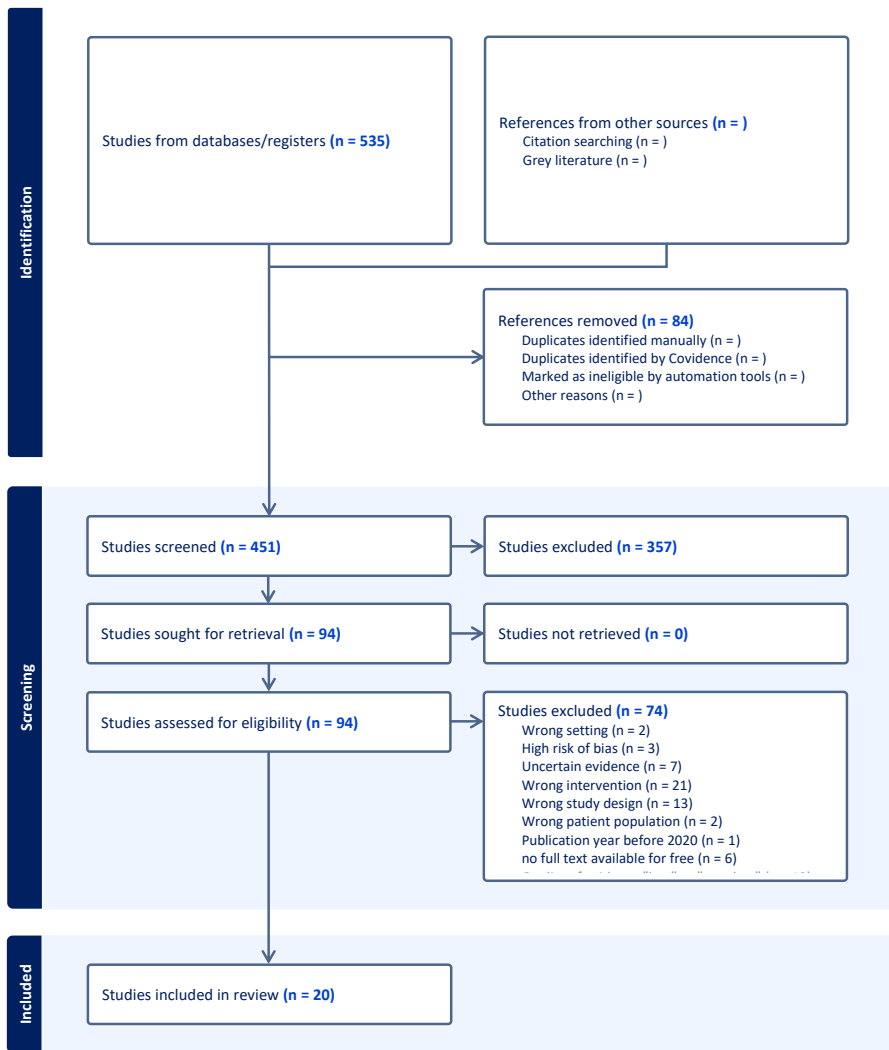 Identification
Studies from databases/registers (n = 535)
References from other sources (n = )
Citation searching (n = )
Grey literature (n = )
References removed (n = 84)
Duplicates identified manually (n = )
Duplicates identified by Covidence (n = )
Marked as ineligible by automation tools (n = )
Other reasons (n = )
Screening
Studies screened (n = 451)
Studies excluded (n = 357)
Studies sought for retrieval (n = 94)
Studies not retrieved (n = 0)
Studies assessed for eligibility (n = 94)
Studies excluded (n = 74)
Wrong setting (n = 2)
High risk of bias (n = 3)
Uncertain evidence (n = 7)
Wrong intervention (n = 21)
Wrong study design (n = 13)
Wrong patient population (n = 2)
Publication year before 2020 (n = 1)
no full text available for free (n = 6)
Included
Studies included in review (n = 20)